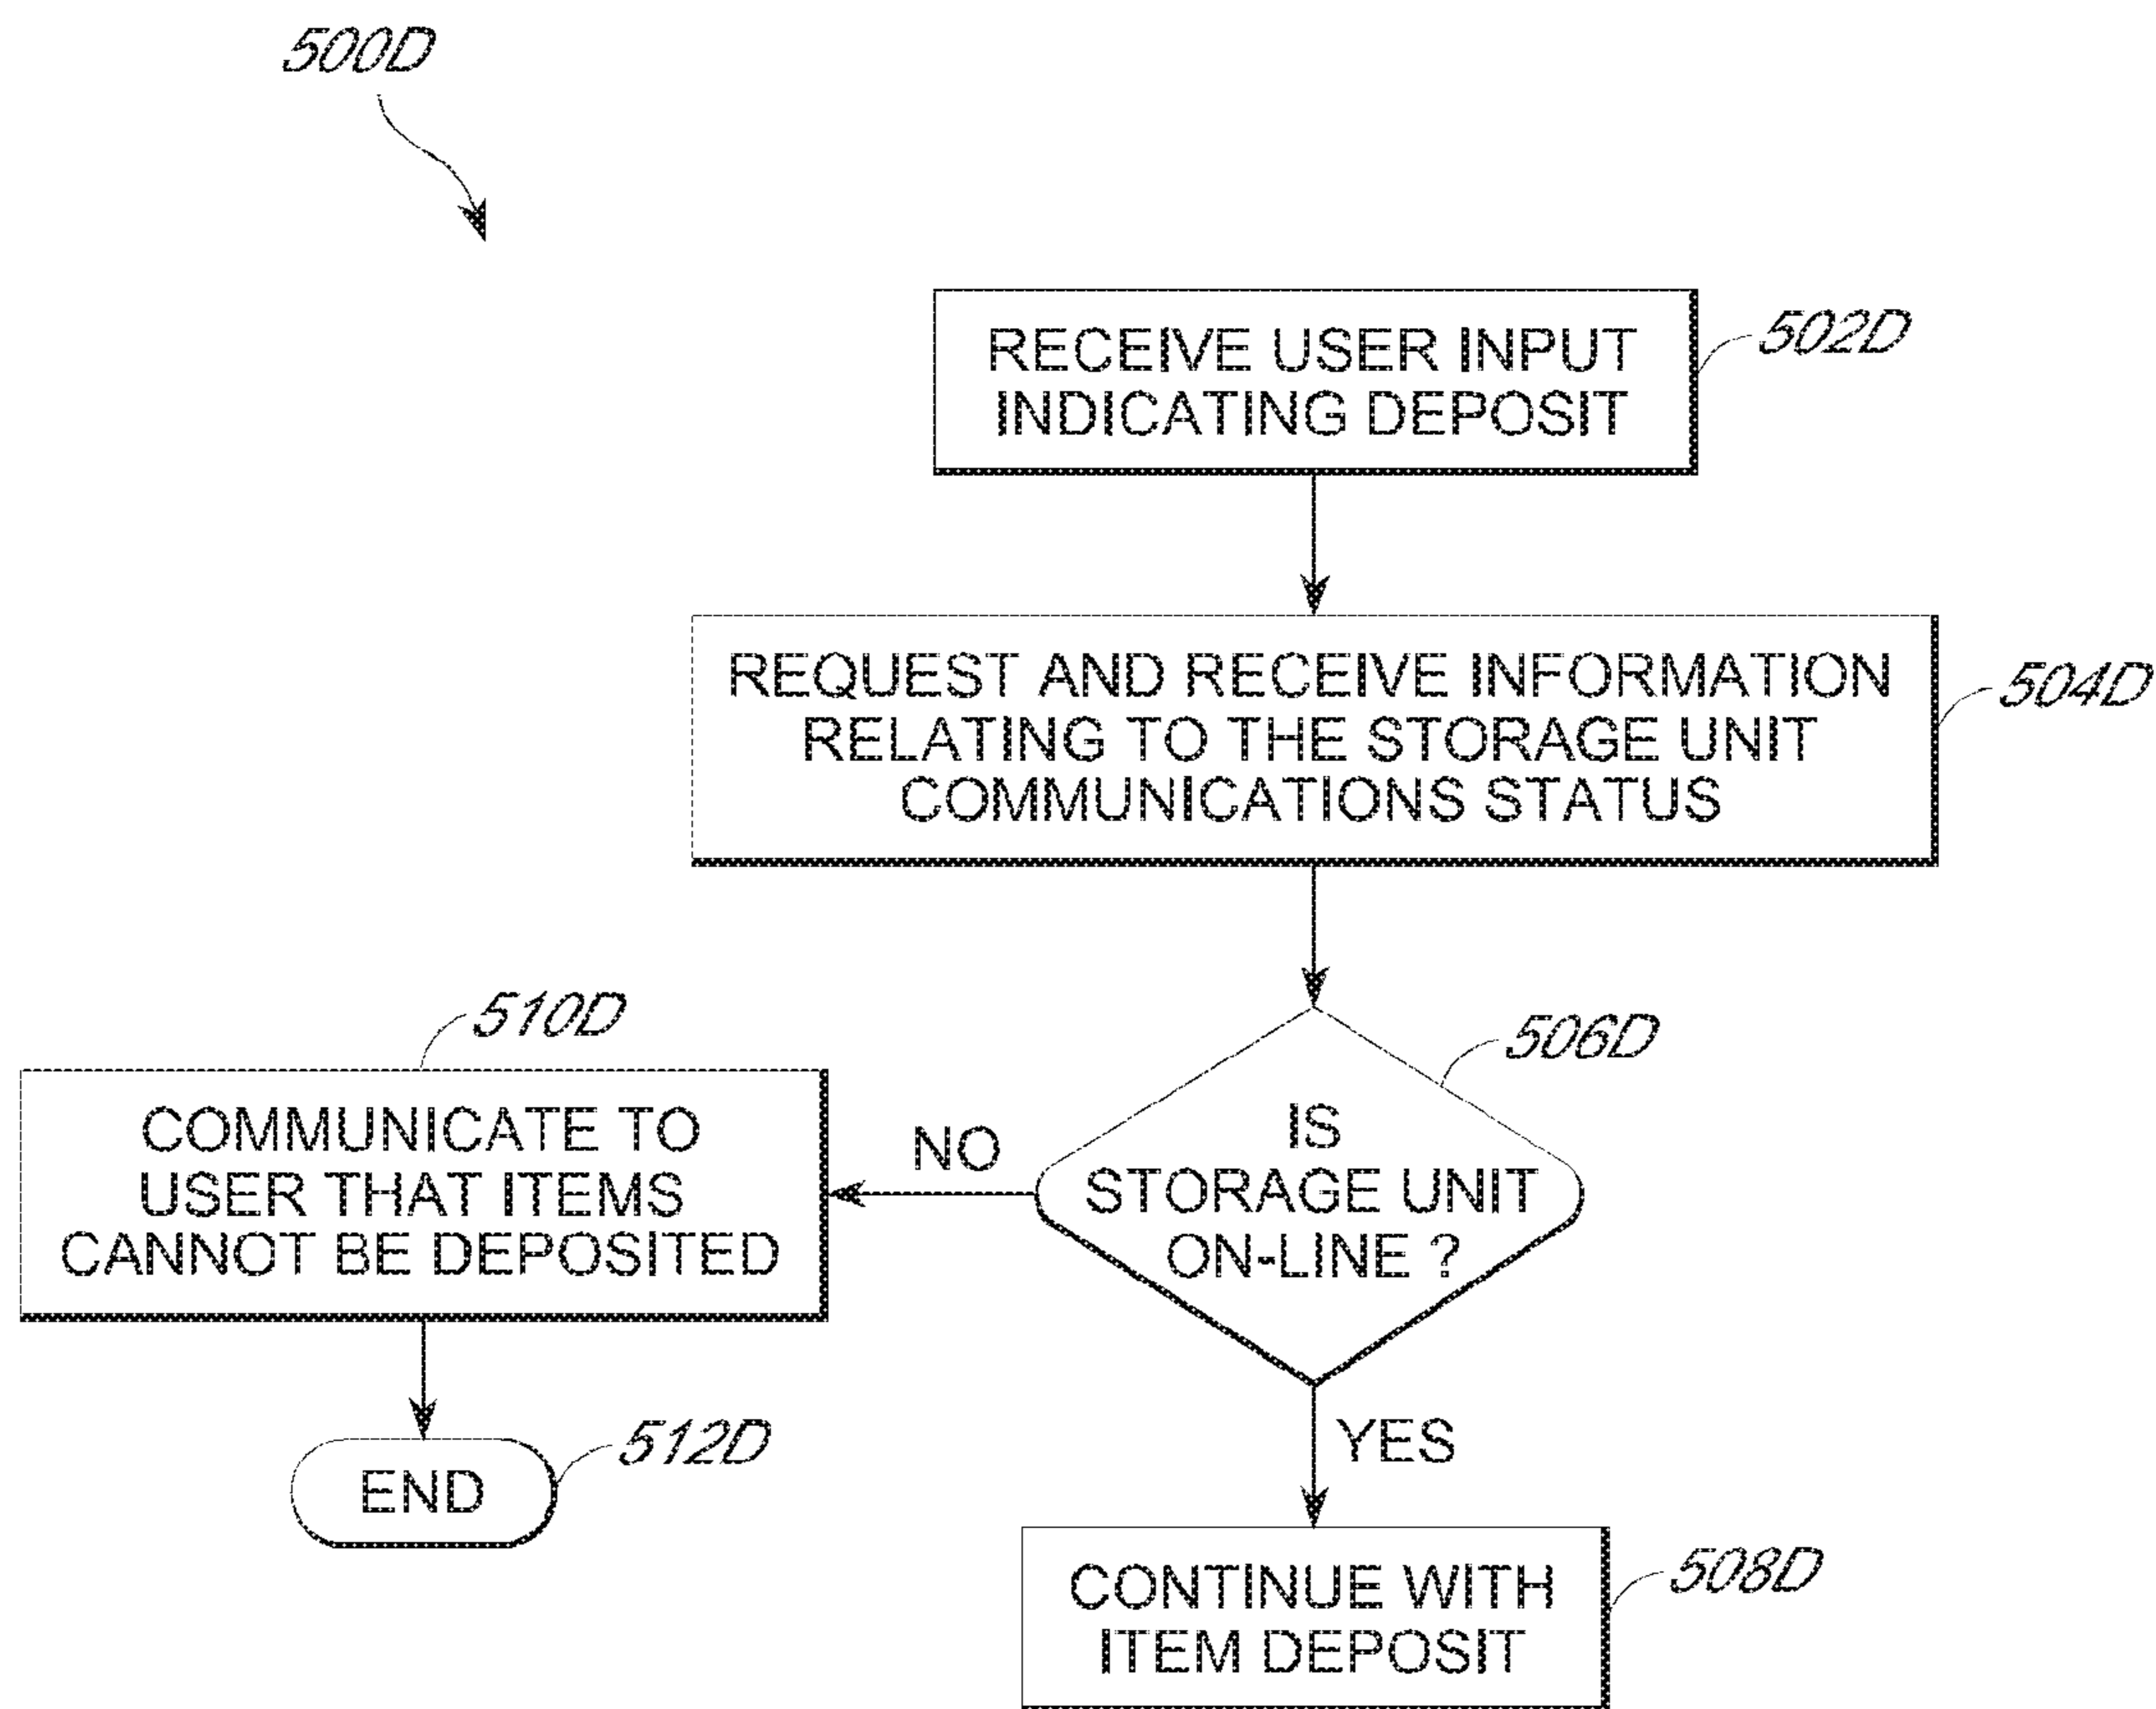 500D
RECEIVE USER INPUT
INDICATING DEPOSIT
502D
REQUEST AND RECEIVE INFORMATION
RELATING TO THE STORAGE UNIT
COMMUNICATIONS STATUS
504D
506D
IS
STORAGE UNIT
ON-LINE ?
NO
510D
COMMUNICATE TO
USER THAT ITEMS
CANNOT BE DEPOSITED
END
512D
YES
CONTINUE WITH
ITEM DEPOSIT
508D